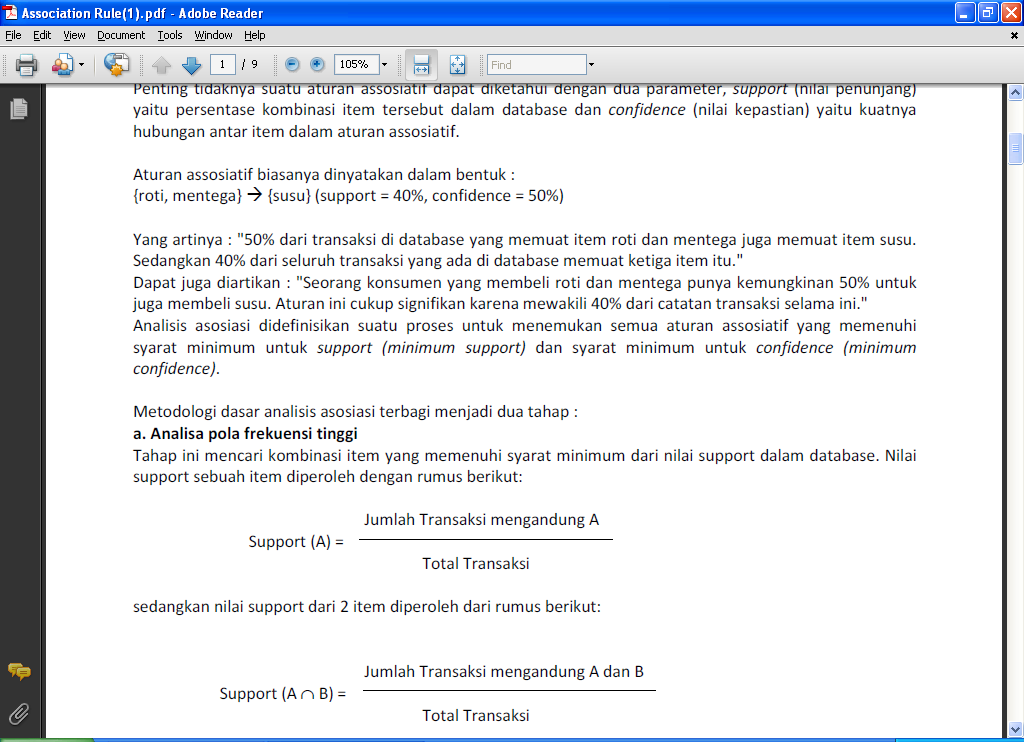 Association Rule(1).pdf - Adobe Reader
File Edit View Document Tools Window Help
1 / 9 105% Find
Penting tidaknya suatu aturan assosiatif dapat diketahui dengan dua parameter, support (nilai penunjang)
yaitu persentase kombinasi item tersebut dalam database dan confidence (nilai kepastian) yaitu kuatnya
hubungan antar item dalam aturan assosiatif.
Aturan assosiatif biasanya dinyatakan dalam bentuk :
{roti, mentega} → {susu} (support = 40%, confidence = 50%)
Yang artinya : "50% dari transaksi di database yang memuat item roti dan mentega juga memuat item susu.
Sedangkan 40% dari seluruh transaksi yang ada di database memuat ketiga item itu."
Dapat juga diartikan : "Seorang konsumen yang membeli roti dan mentega punya kemungkinan 50% untuk
juga membeli susu. Aturan ini cukup signifikan karena mewakili 40% dari catatan transaksi selama ini."
Analisis asosiasi didefinisikan suatu proses untuk menemukan semua aturan assosiatif yang memenuhi
syarat minimum untuk support (minimum support) dan syarat minimum untuk confidence (minimum
confidence).
Metodologi dasar analisis asosiasi terbagi menjadi dua tahap :
a. Analisa pola frekuensi tinggi
Tahap ini mencari kombinasi item yang memenuhi syarat minimum dari nilai support dalam database. Nilai
support sebuah item diperoleh dengan rumus berikut:
Jumlah Transaksi mengandung A
Support (A) =
Total Transaksi
sedangkan nilai support dari 2 item diperoleh dari rumus berikut:
Jumlah Transaksi mengandung A dan B
Support (A ∩ B) =
Total Transaksi